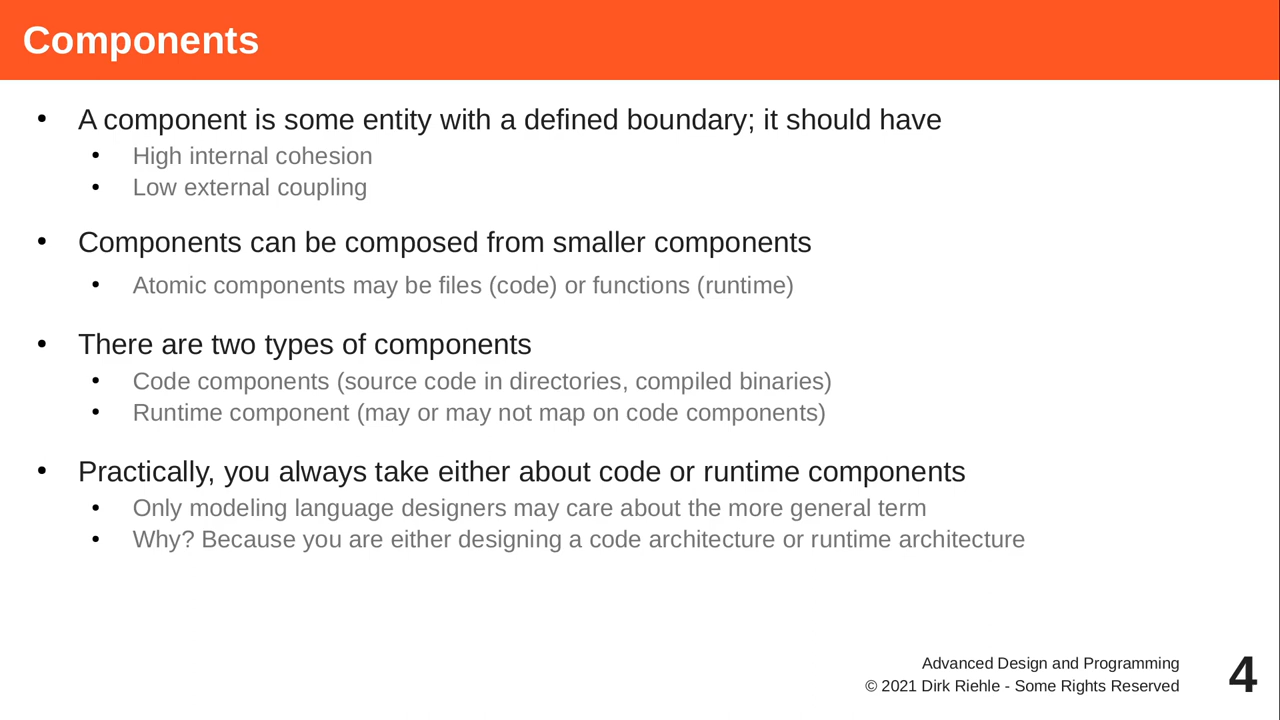 Components
• A component is some entity with a defined boundary; it should have
• High internal cohesion
• Low external coupling
• Components can be composed from smaller components
• Atomic components may be files (code) or functions (runtime)
• There are two types of components
• Code components (source code in directories, compiled binaries)
• Runtime component (may or may not map on code components)
• Practically, you always take either about code or runtime components
• Only modeling language designers may care about the more general term
• Why? Because you are either designing a code architecture or runtime architecture
Advanced Design and Programming
© 2021 Dirk Riehle - Some Rights Reserved
4